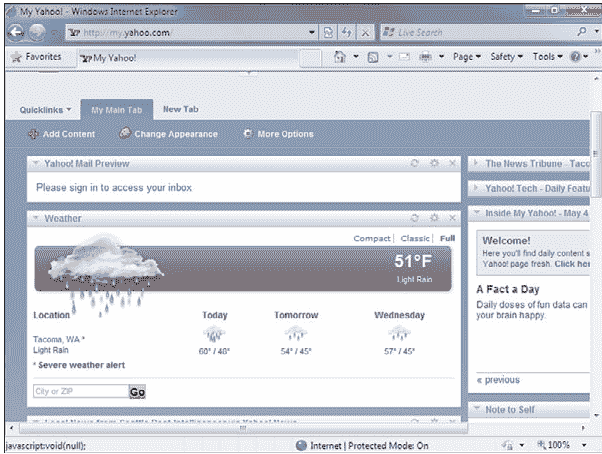 My Yahoo! - Windows Internet Explorer
http://my.yahoo.com/
Live Search
Favorites
My Yahoo!
Page
Safety
Tools
Quicklinks
My Main Tab
New Tab
Add Content
Change Appearance
More Options
Yahoo! Mail Preview
Please sign in to access your inbox
Weather
Compact | Classic | Full
51°F
Light Rain
Location
Today
Tomorrow
Wednesday
Tacoma, WA *
Light Rain
60° / 48°
54° / 45°
57° / 45°
* Severe weather alert
City or ZIP
Go
The News Tribune - Taco
Yahoo! Tech - Daily Featu
Inside My Yahoo! - May 4
Welcome!
Here you'll find daily content s
Yahoo! page fresh. Click here
A Fact a Day
Daily doses of fun data can
your brain happy.
« previous
Note to Self
javascript:void(null);
Internet | Protected Mode: On
100%